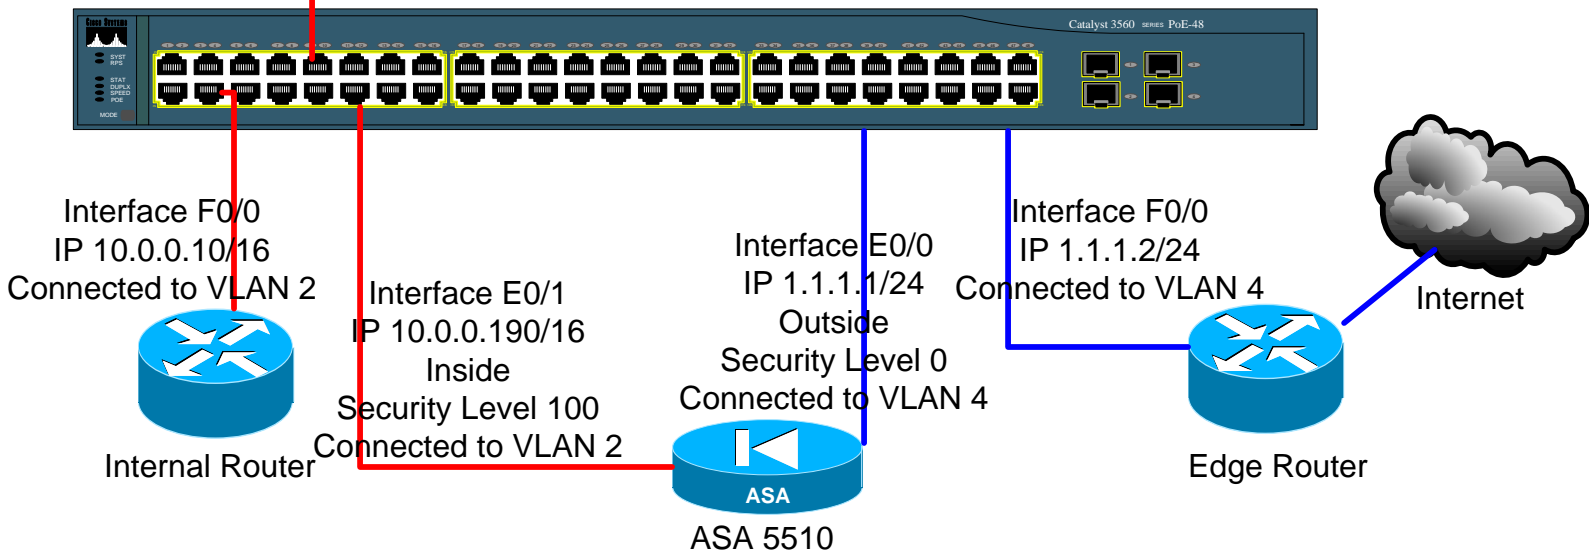 CISCO SYSTEMS
Catalyst 3560 SERIES PoE-48
SYST
RPS
STAT
DUPLX
SPEED
POE
MODE
Interface F0/0
IP 10.0.0.10/16
Connected to VLAN 2
Internal Router
Interface E0/1
IP 10.0.0.190/16
Inside
Security Level 100
Connected to VLAN 2
Interface E0/0
IP 1.1.1.1/24
Outside
Security Level 0
Connected to VLAN 4
ASA
ASA 5510
Interface F0/0
IP 1.1.1.2/24
Connected to VLAN 4
Edge Router
Internet